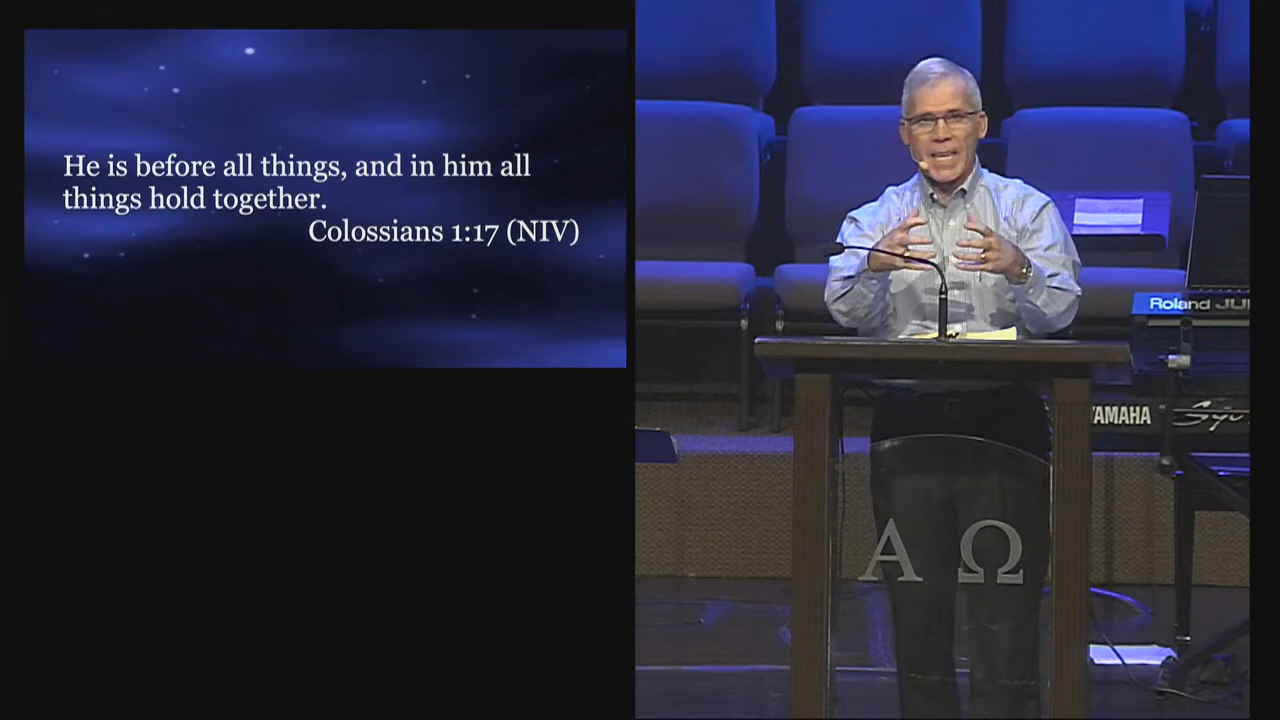 He is before all things, and in him all
things hold together.
Colossians 1:17 (NIV)
Roland JU
YAMAHA
Α Ω